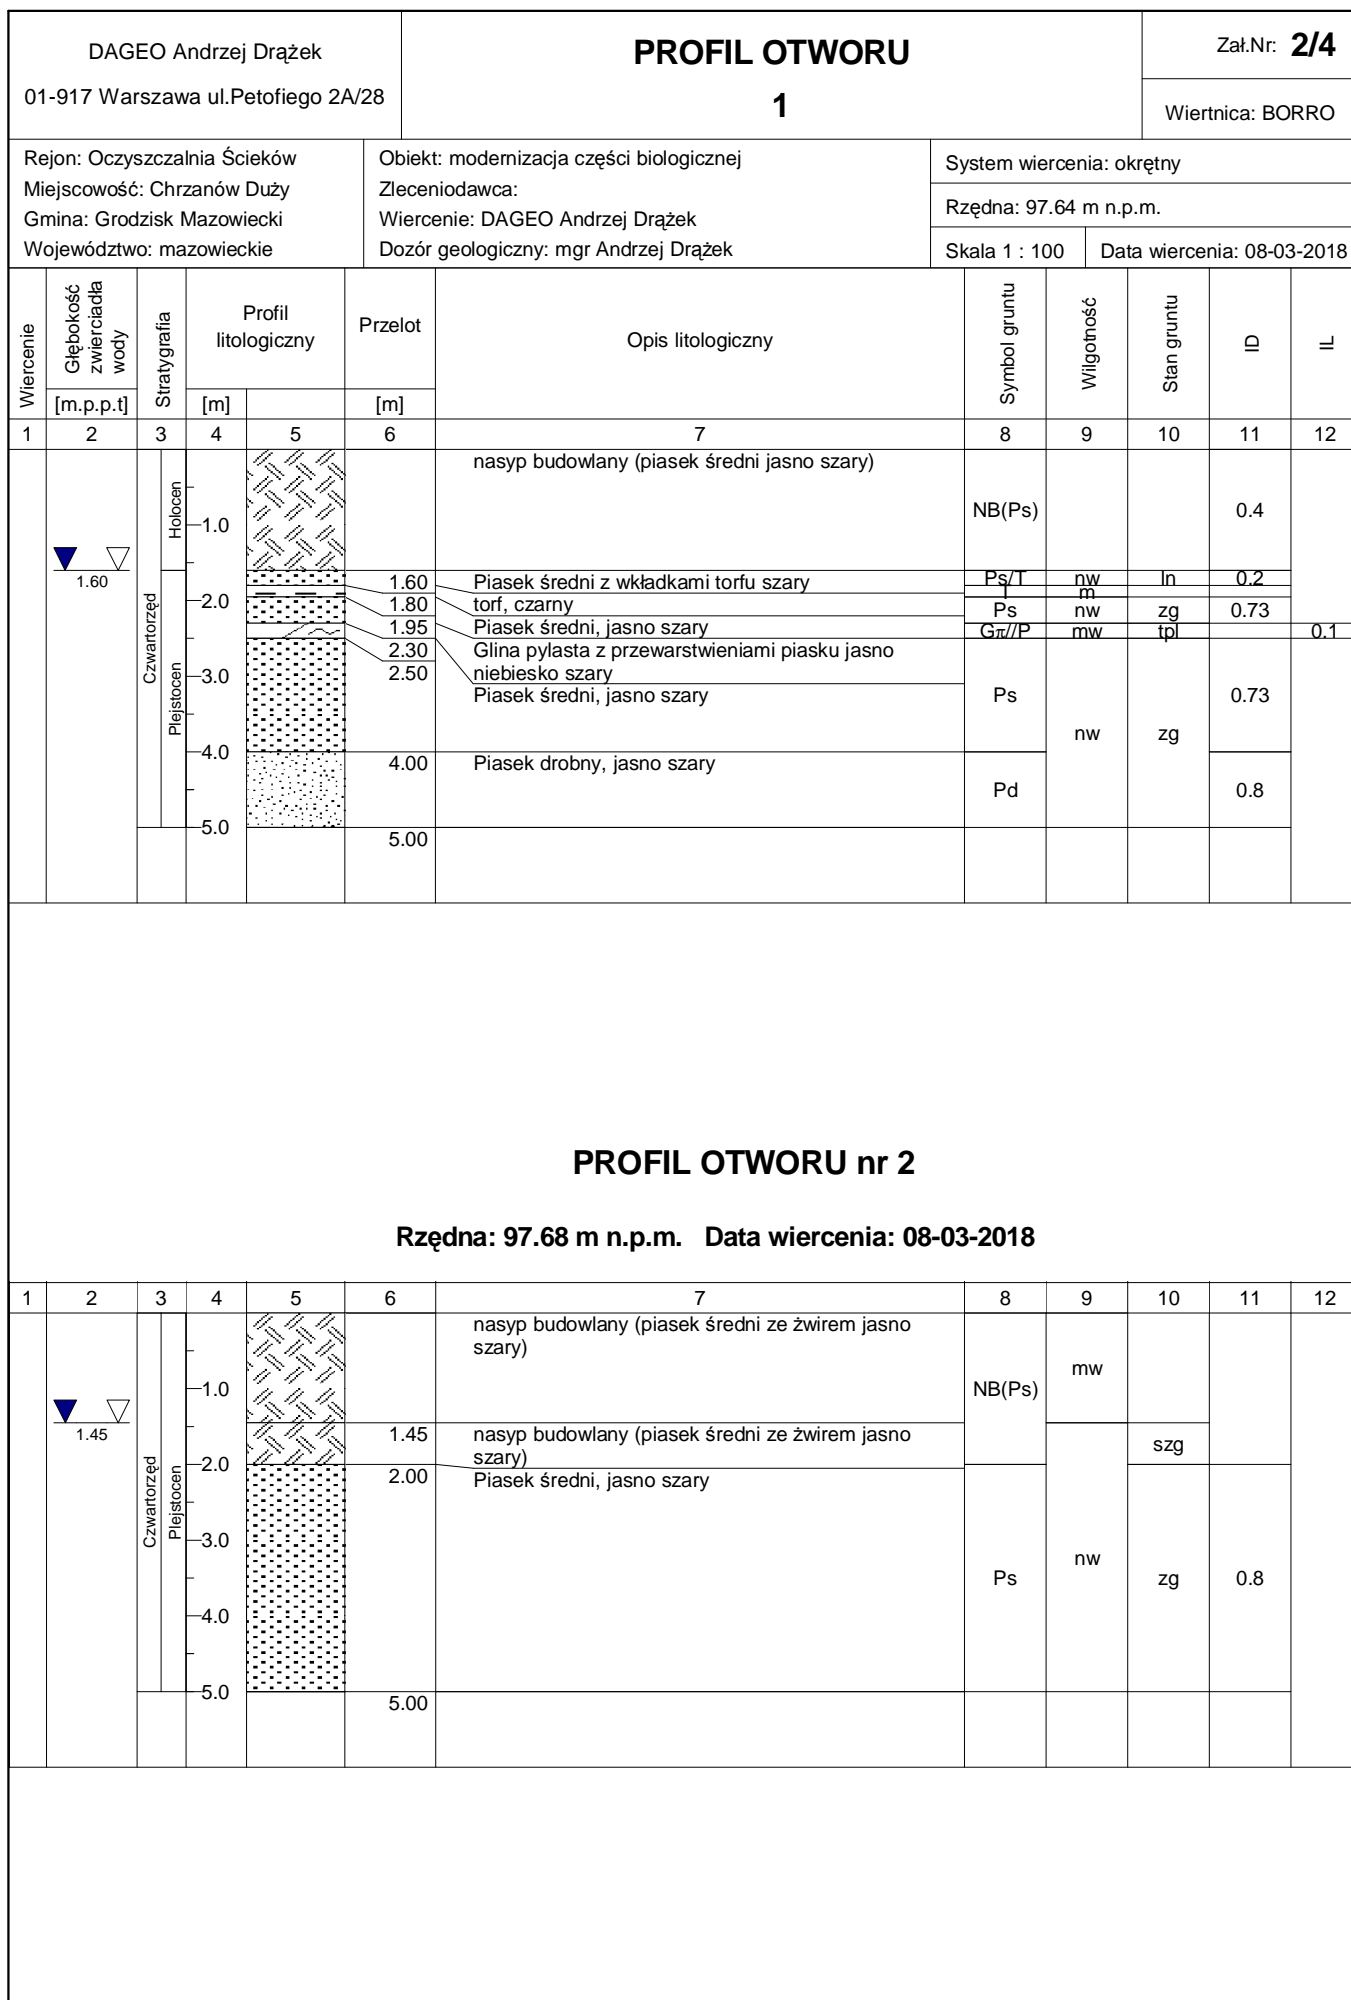 DAGEO Andrzej Drążek
01-917 Warszawa ul.Petofiego 2A/28
PROFIL OTWORU
1
Zał.Nr: 2/4
Wiertnica: BORRO
Rejon: Oczyszczalnia Ścieków
Miejscowość: Chrzanów Duży
Gmina: Grodzisk Mazowiecki
Województwo: mazowieckie
Obiekt: modernizacja części biologicznej
Zleceniodawca:
Wiercenie: DAGEO Andrzej Drążek
Dozór geologiczny: mgr Andrzej Drążek
System wiercenia: okrętny
Rzędna: 97.64 m n.p.m.
Skala 1 : 100 Data wiercenia: 08-03-2018
Wiercenie
Głębokość
zwierciadła
wody
[m.p.p.t]
Stratygrafia
Profil
litologiczny
[m]
Przelot
[m]
Opis litologiczny
Symbol gruntu
Wilgotność
Stan gruntu
ID
IL
1 2 3 4 5 6 7 8 9 10 11 12
nasyp budowlany (piasek średni jasno szary)
NB(Ps) 0.4
Holocen
1.0
1.60
1.60 Piasek średni z wkładkami torfu szary Ps/T nw ln 0.2
2.0
1.80 torf, czarny m
Ps nw zg 0.73
1.95 Piasek średni, jasno szary Gπ//P mw tpl 0.1
2.30 Glina pylasta z przewarstwieniami piasku jasno
niebiesko szary
Czwartorzęd
Plejstocen
3.0
2.50
Piasek średni, jasno szary Ps 0.73
nw zg
4.0
4.00 Piasek drobny, jasno szary
Pd 0.8
5.0
5.00
PROFIL OTWORU nr 2
Rzędna: 97.68 m n.p.m. Data wiercenia: 08-03-2018
1 2 3 4 5 6 7 8 9 10 11 12
nasyp budowlany (piasek średni ze żwirem jasno
szary)
mw
1.0
NB(Ps)
1.45
1.45 nasyp budowlany (piasek średni ze żwirem jasno
szary)
szg
2.0
2.00 Piasek średni, jasno szary
Czwartorzęd
Plejstocen
3.0
nw
Ps zg 0.8
4.0
5.0
5.00